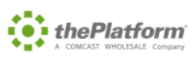 thePlatform®
A COMCAST WHOLESALE Company